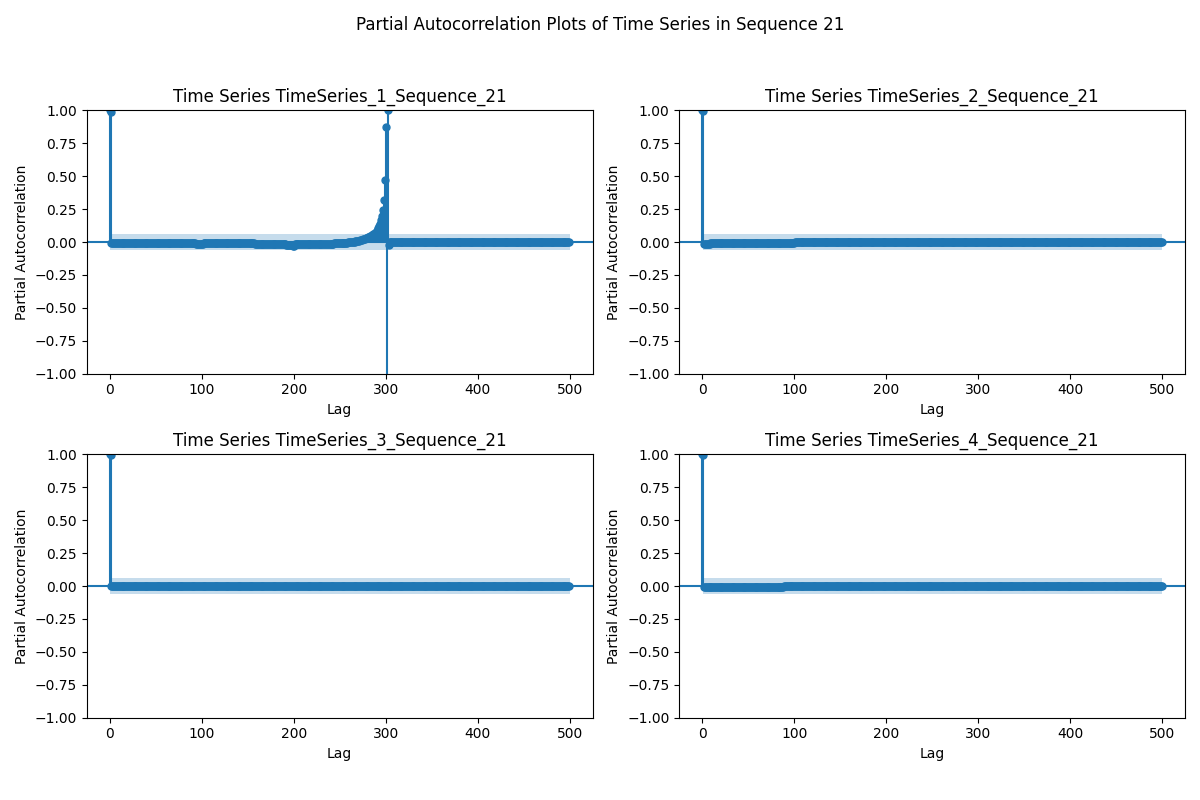 Partial Autocorrelation Plots of Time Series in Sequence 21
Time Series TimeSeries_1_Sequence_21
1.00
0.75
0.50
0.25
0.00
−0.25
−0.50
−0.75
−1.00
Partial Autocorrelation
0 100 200 300 400 500
Lag
Time Series TimeSeries_2_Sequence_21
1.00
0.75
0.50
0.25
0.00
−0.25
−0.50
−0.75
−1.00
Partial Autocorrelation
0 100 200 300 400 500
Lag
Time Series TimeSeries_3_Sequence_21
1.00
0.75
0.50
0.25
0.00
−0.25
−0.50
−0.75
−1.00
Partial Autocorrelation
0 100 200 300 400 500
Lag
Time Series TimeSeries_4_Sequence_21
1.00
0.75
0.50
0.25
0.00
−0.25
−0.50
−0.75
−1.00
Partial Autocorrelation
0 100 200 300 400 500
Lag